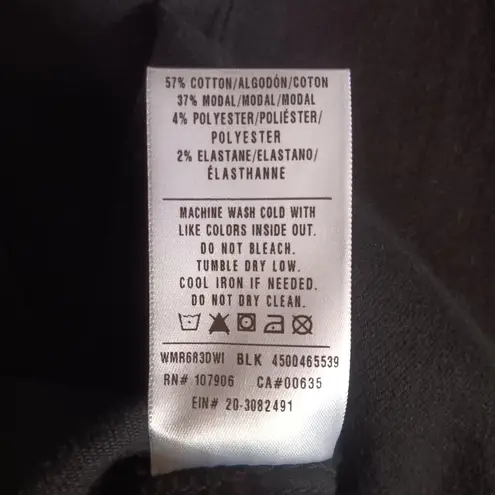 57% COTTON/ALGODÓN/COTON
37% MODAL/MODAL/MODAL
4% POLYESTER/POLIÉSTER/
POLYESTER
2% ELASTANE/ELASTANO/
ÉLASTHANNE
MACHINE WASH COLD WITH
LIKE COLORS INSIDE OUT.
DO NOT BLEACH.
TUMBLE DRY LOW.
COOL IRON IF NEEDED.
DO NOT DRY CLEAN.
WMR683DWI BLK 4500465539
RN# 107906 CA#00635
EIN# 20-3082491